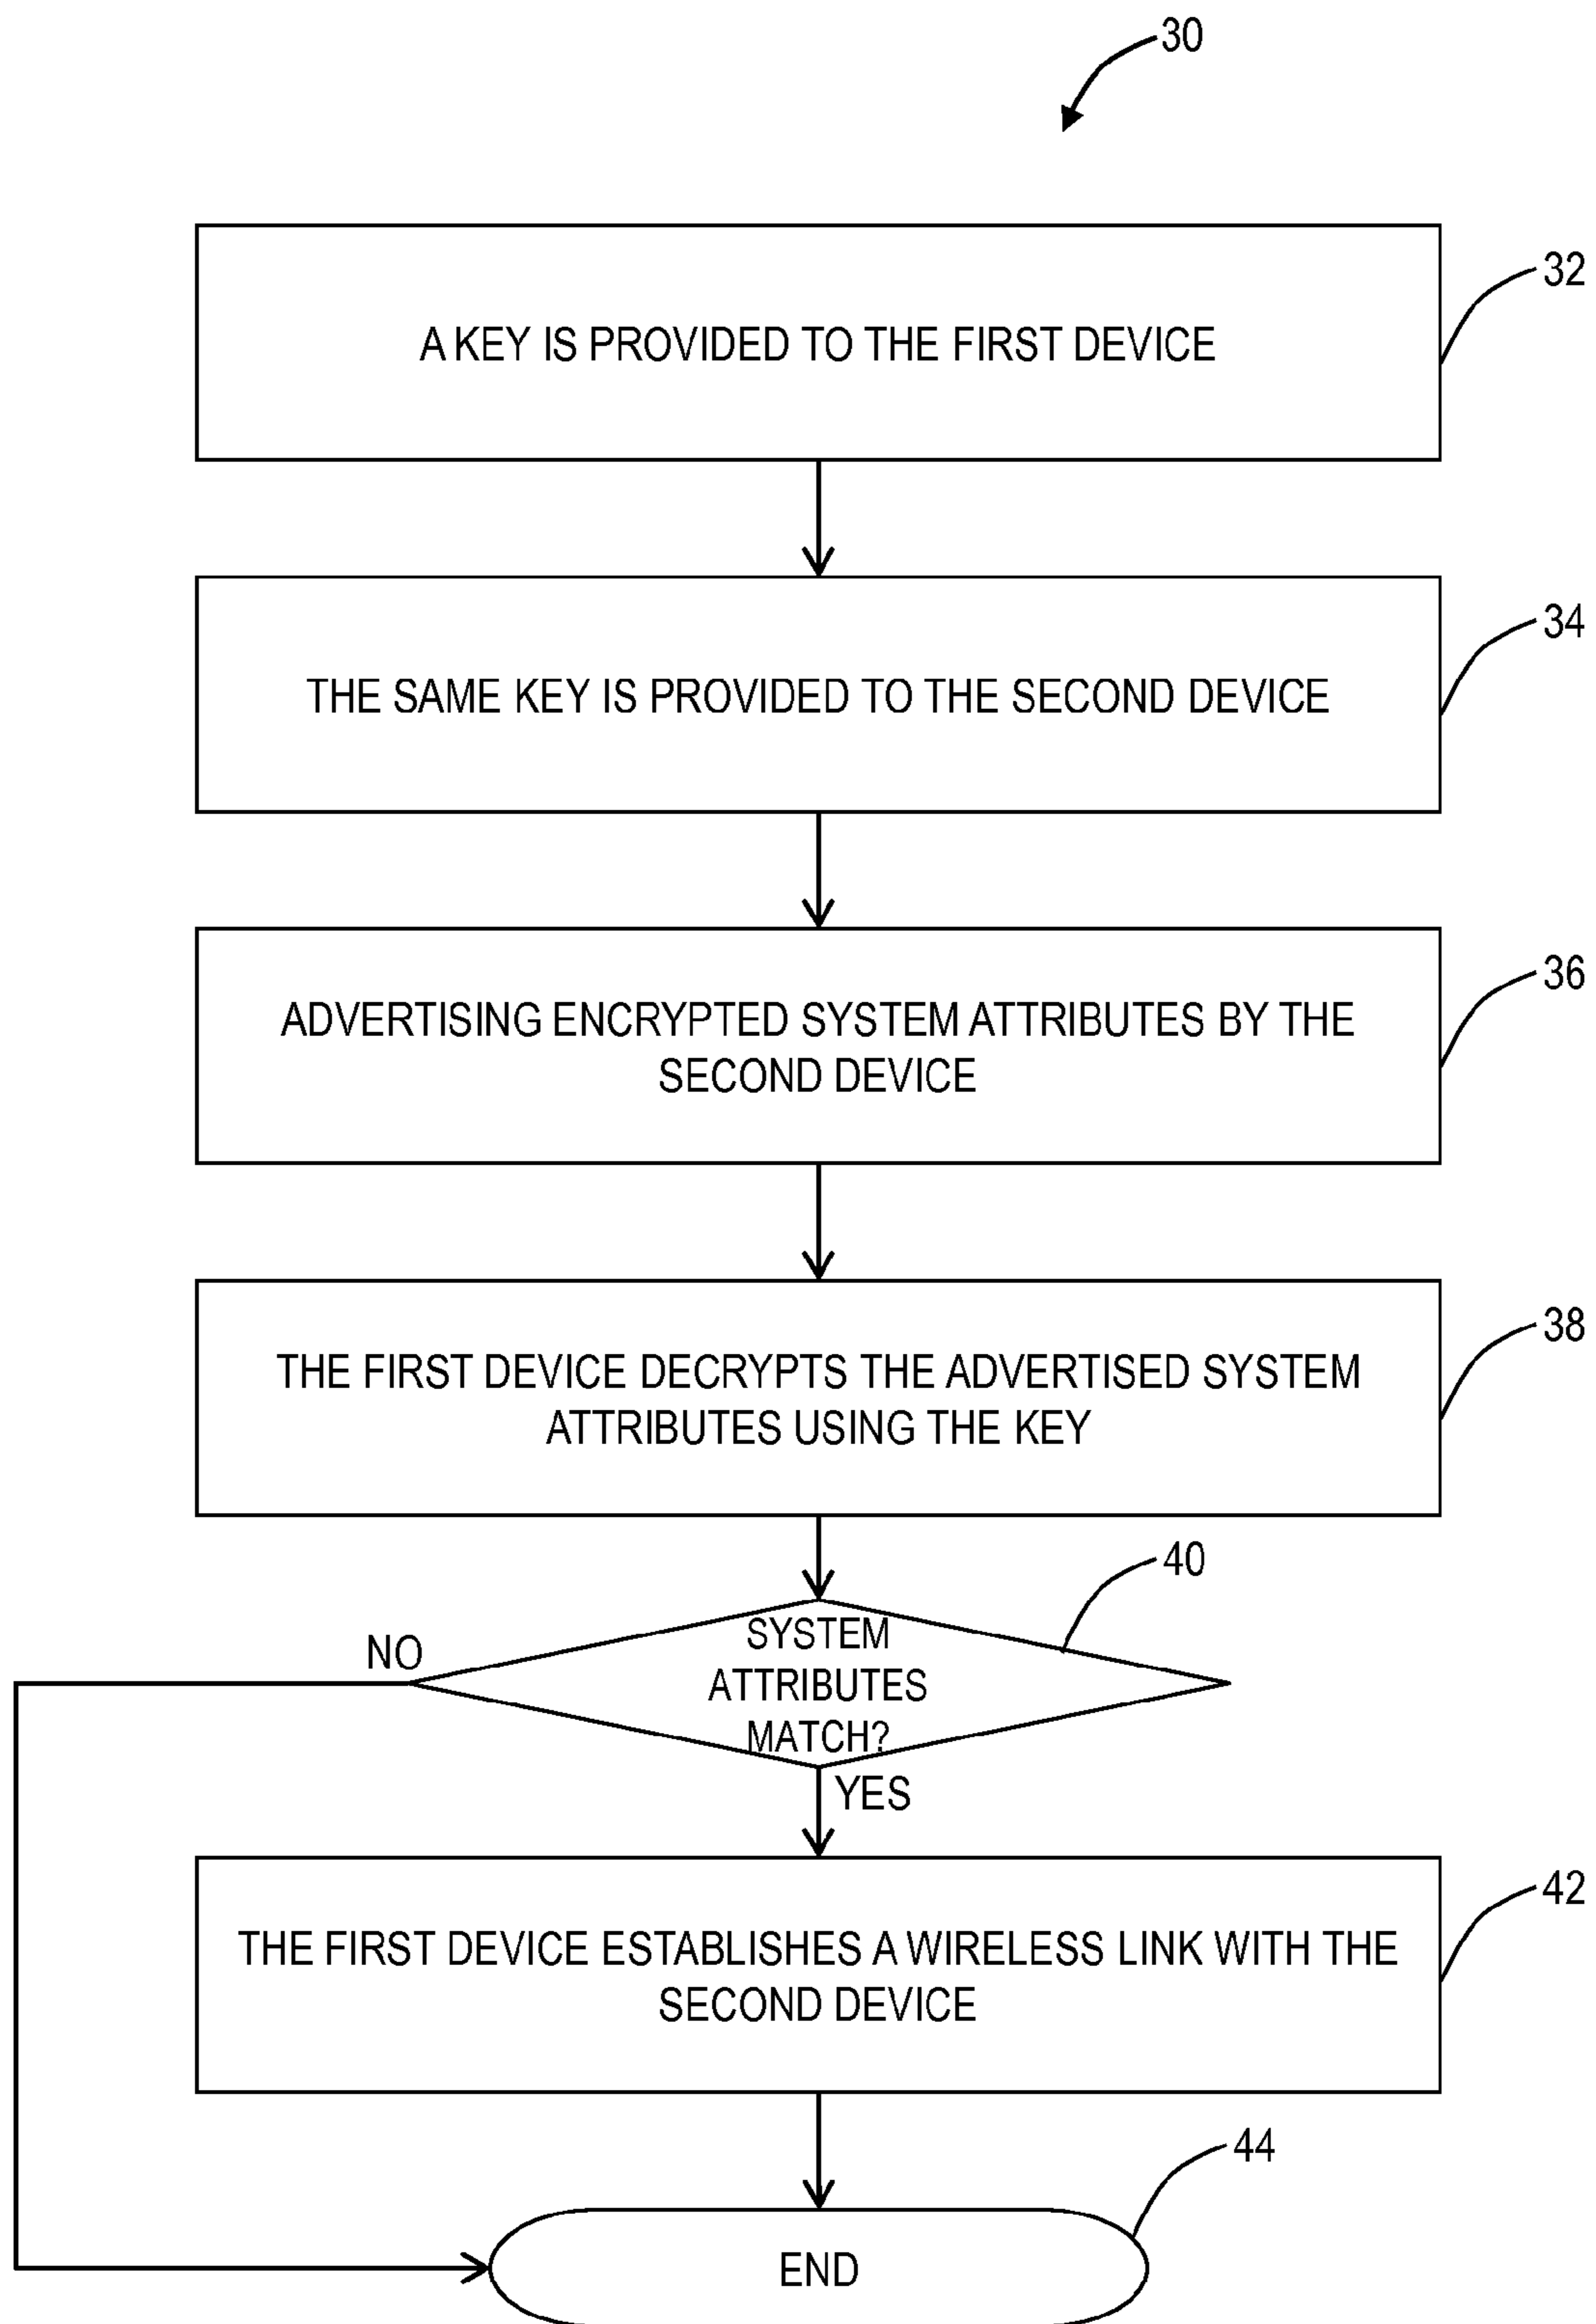 30
A KEY IS PROVIDED TO THE FIRST DEVICE
32
THE SAME KEY IS PROVIDED TO THE SECOND DEVICE
34
ADVERTISING ENCRYPTED SYSTEM ATTRIBUTES BY THE
SECOND DEVICE
36
THE FIRST DEVICE DECRYPTS THE ADVERTISED SYSTEM
ATTRIBUTES USING THE KEY
38
40
SYSTEM
ATTRIBUTES
MATCH?
NO
YES
THE FIRST DEVICE ESTABLISHES A WIRELESS LINK WITH THE
SECOND DEVICE
42
44
END